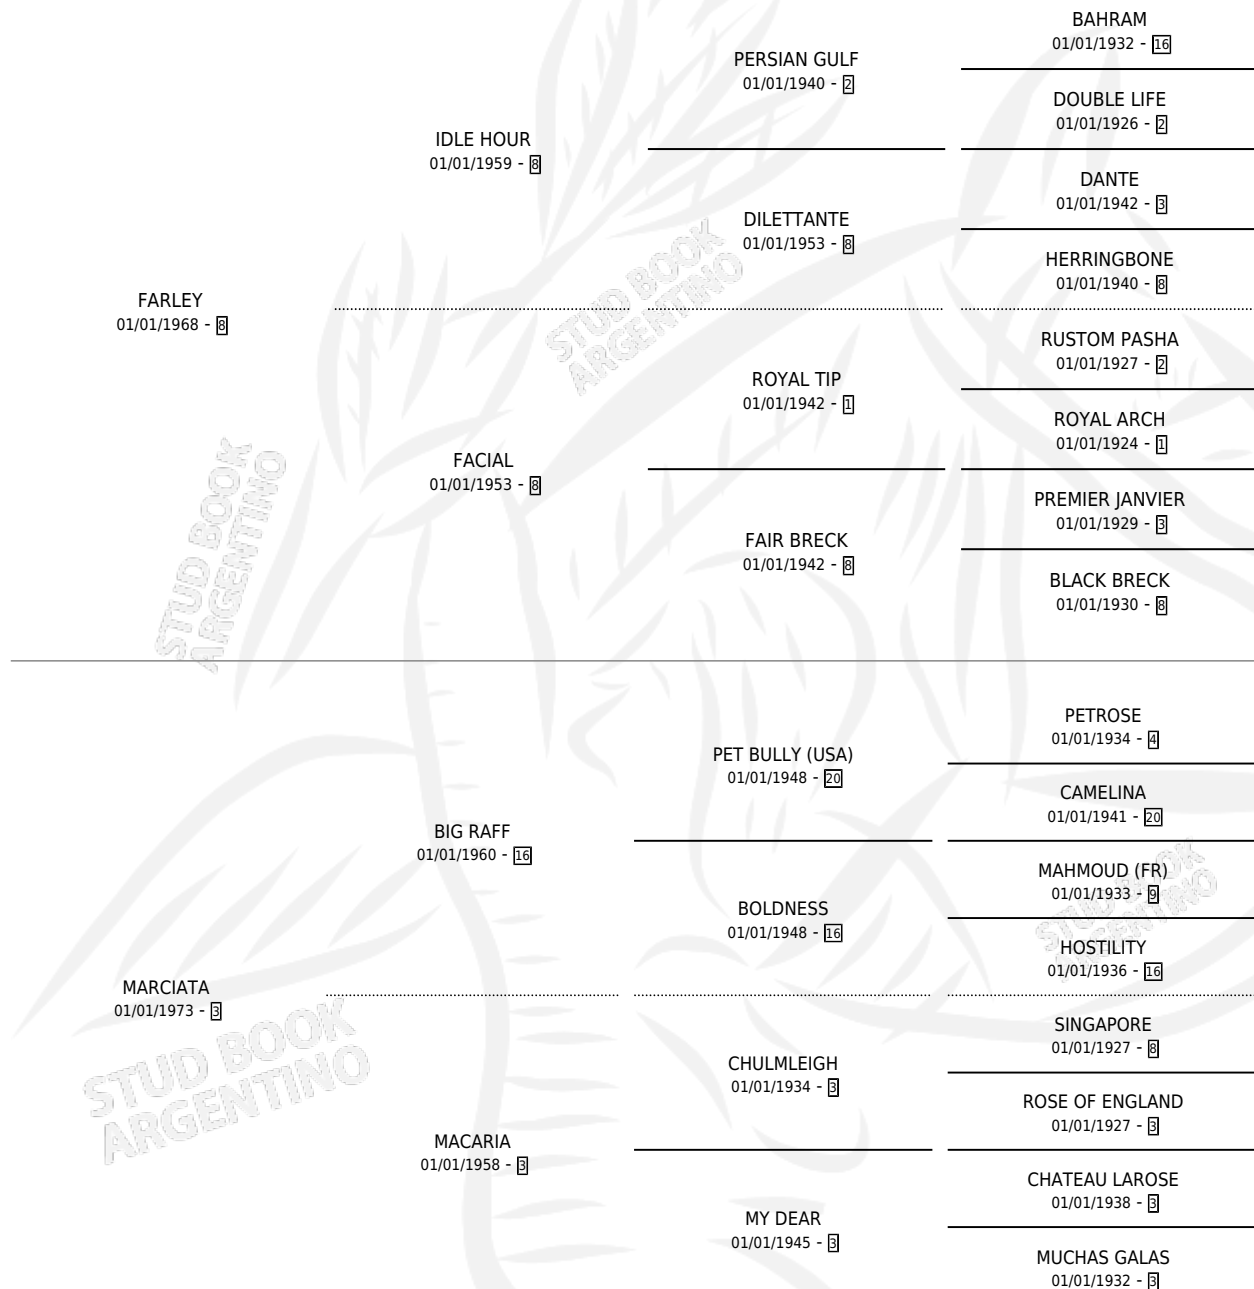 BAHRAM
01/01/1932 - 16
PERSIAN GULF
01/01/1940 - 2
DOUBLE LIFE
01/01/1926 - 2
IDLE HOUR
01/01/1959 - 8
DANTE
01/01/1942 - 3
DILETTANTE
01/01/1953 - 8
HERRINGBONE
01/01/1940 - 8
FARLEY
01/01/1968 - 8
RUSTOM PASHA
01/01/1927 - 2
ROYAL TIP
01/01/1942 - 1
ROYAL ARCH
01/01/1924 - 1
FACIAL
01/01/1953 - 8
PREMIER JANVIER
01/01/1929 - 3
FAIR BRECK
01/01/1942 - 8
BLACK BRECK
01/01/1930 - 8
PETROSE
01/01/1934 - 4
PET BULLY (USA)
01/01/1948 - 20
CAMELINA
01/01/1941 - 20
BIG RAFF
01/01/1960 - 16
MAHMOUD (FR)
01/01/1933 - 9
BOLDNESS
01/01/1948 - 16
HOSTILITY
01/01/1936 - 16
MARCIATA
01/01/1973 - 3
SINGAPORE
01/01/1927 - 8
CHULMLEIGH
01/01/1934 - 3
ROSE OF ENGLAND
01/01/1927 - 3
MACARIA
01/01/1958 - 3
CHATEAU LAROSE
01/01/1938 - 3
MY DEAR
01/01/1945 - 3
MUCHAS GALAS
01/01/1932 - 3
STUD BOOK
ARGENTINO
STUD BOOK
ARGENTINO
STUD BOOK
ARGENTINO
STUD BOOK
ARGENTINO